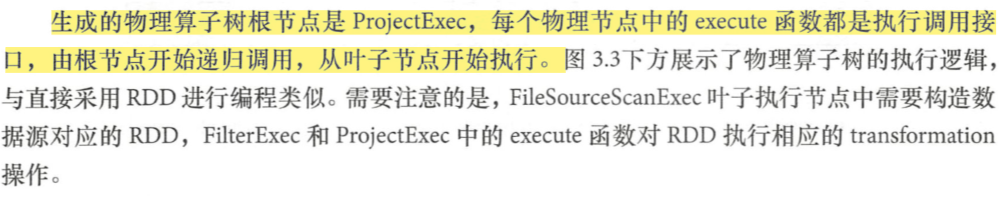 生成的物理算子树根节点是 ProjectExec，每个物理节点中的 execute 函数都是执行调用接
口，由根节点开始递归调用，从叶子节点开始执行。图 3.3下方展示了物理算子树的执行逻辑，
与直接采用 RDD 进行编程类似。需要注意的是，FileSourceScanExec 叶子执行节点中需要构造数
据源对应的 RDD，FilterExec 和 ProjectExec 中的 execute 函数对 RDD 执行相应的 transformation
操作。